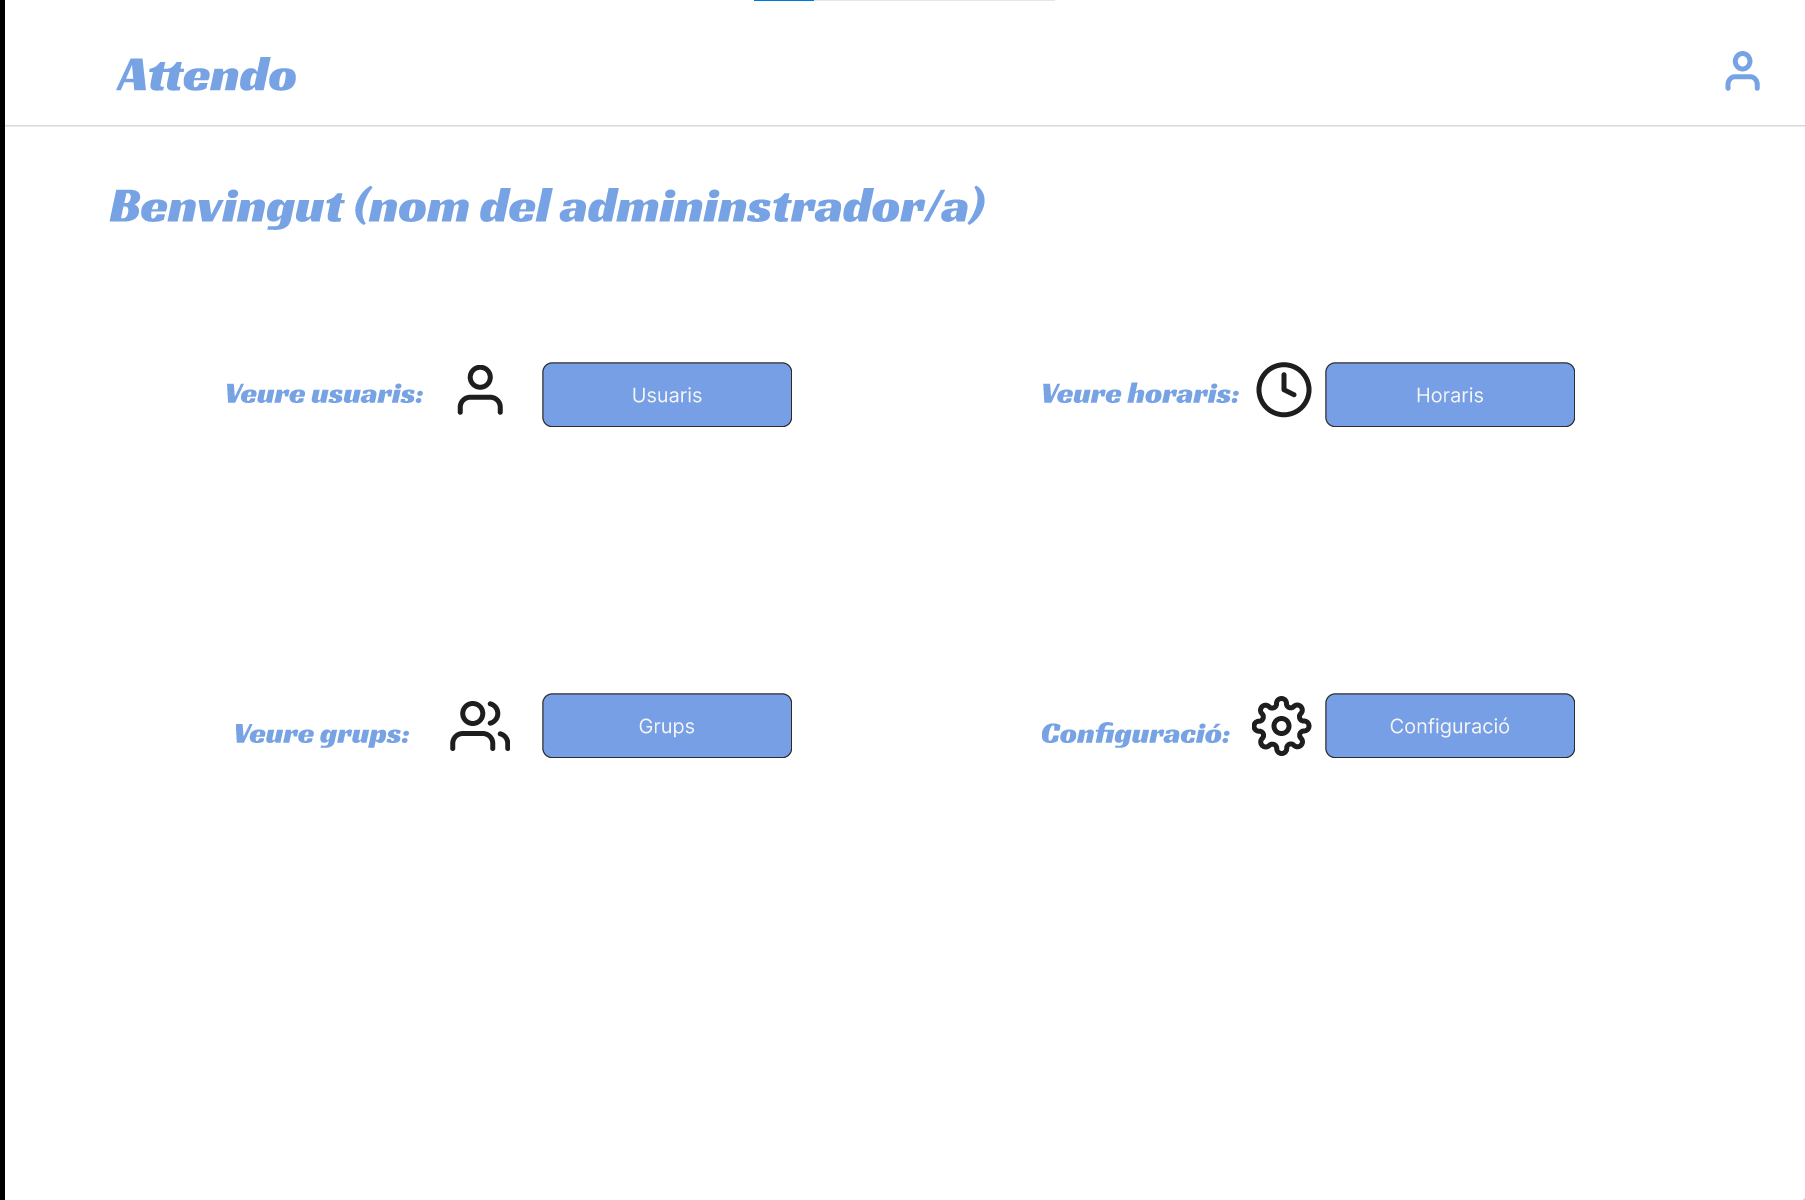 Attendo
Benvingut (nom del admininstrador/a)
Veure usuaris:
Usuaris
Veure horaris:
Horaris
Veure grups:
Grups
Configuració:
Configuració